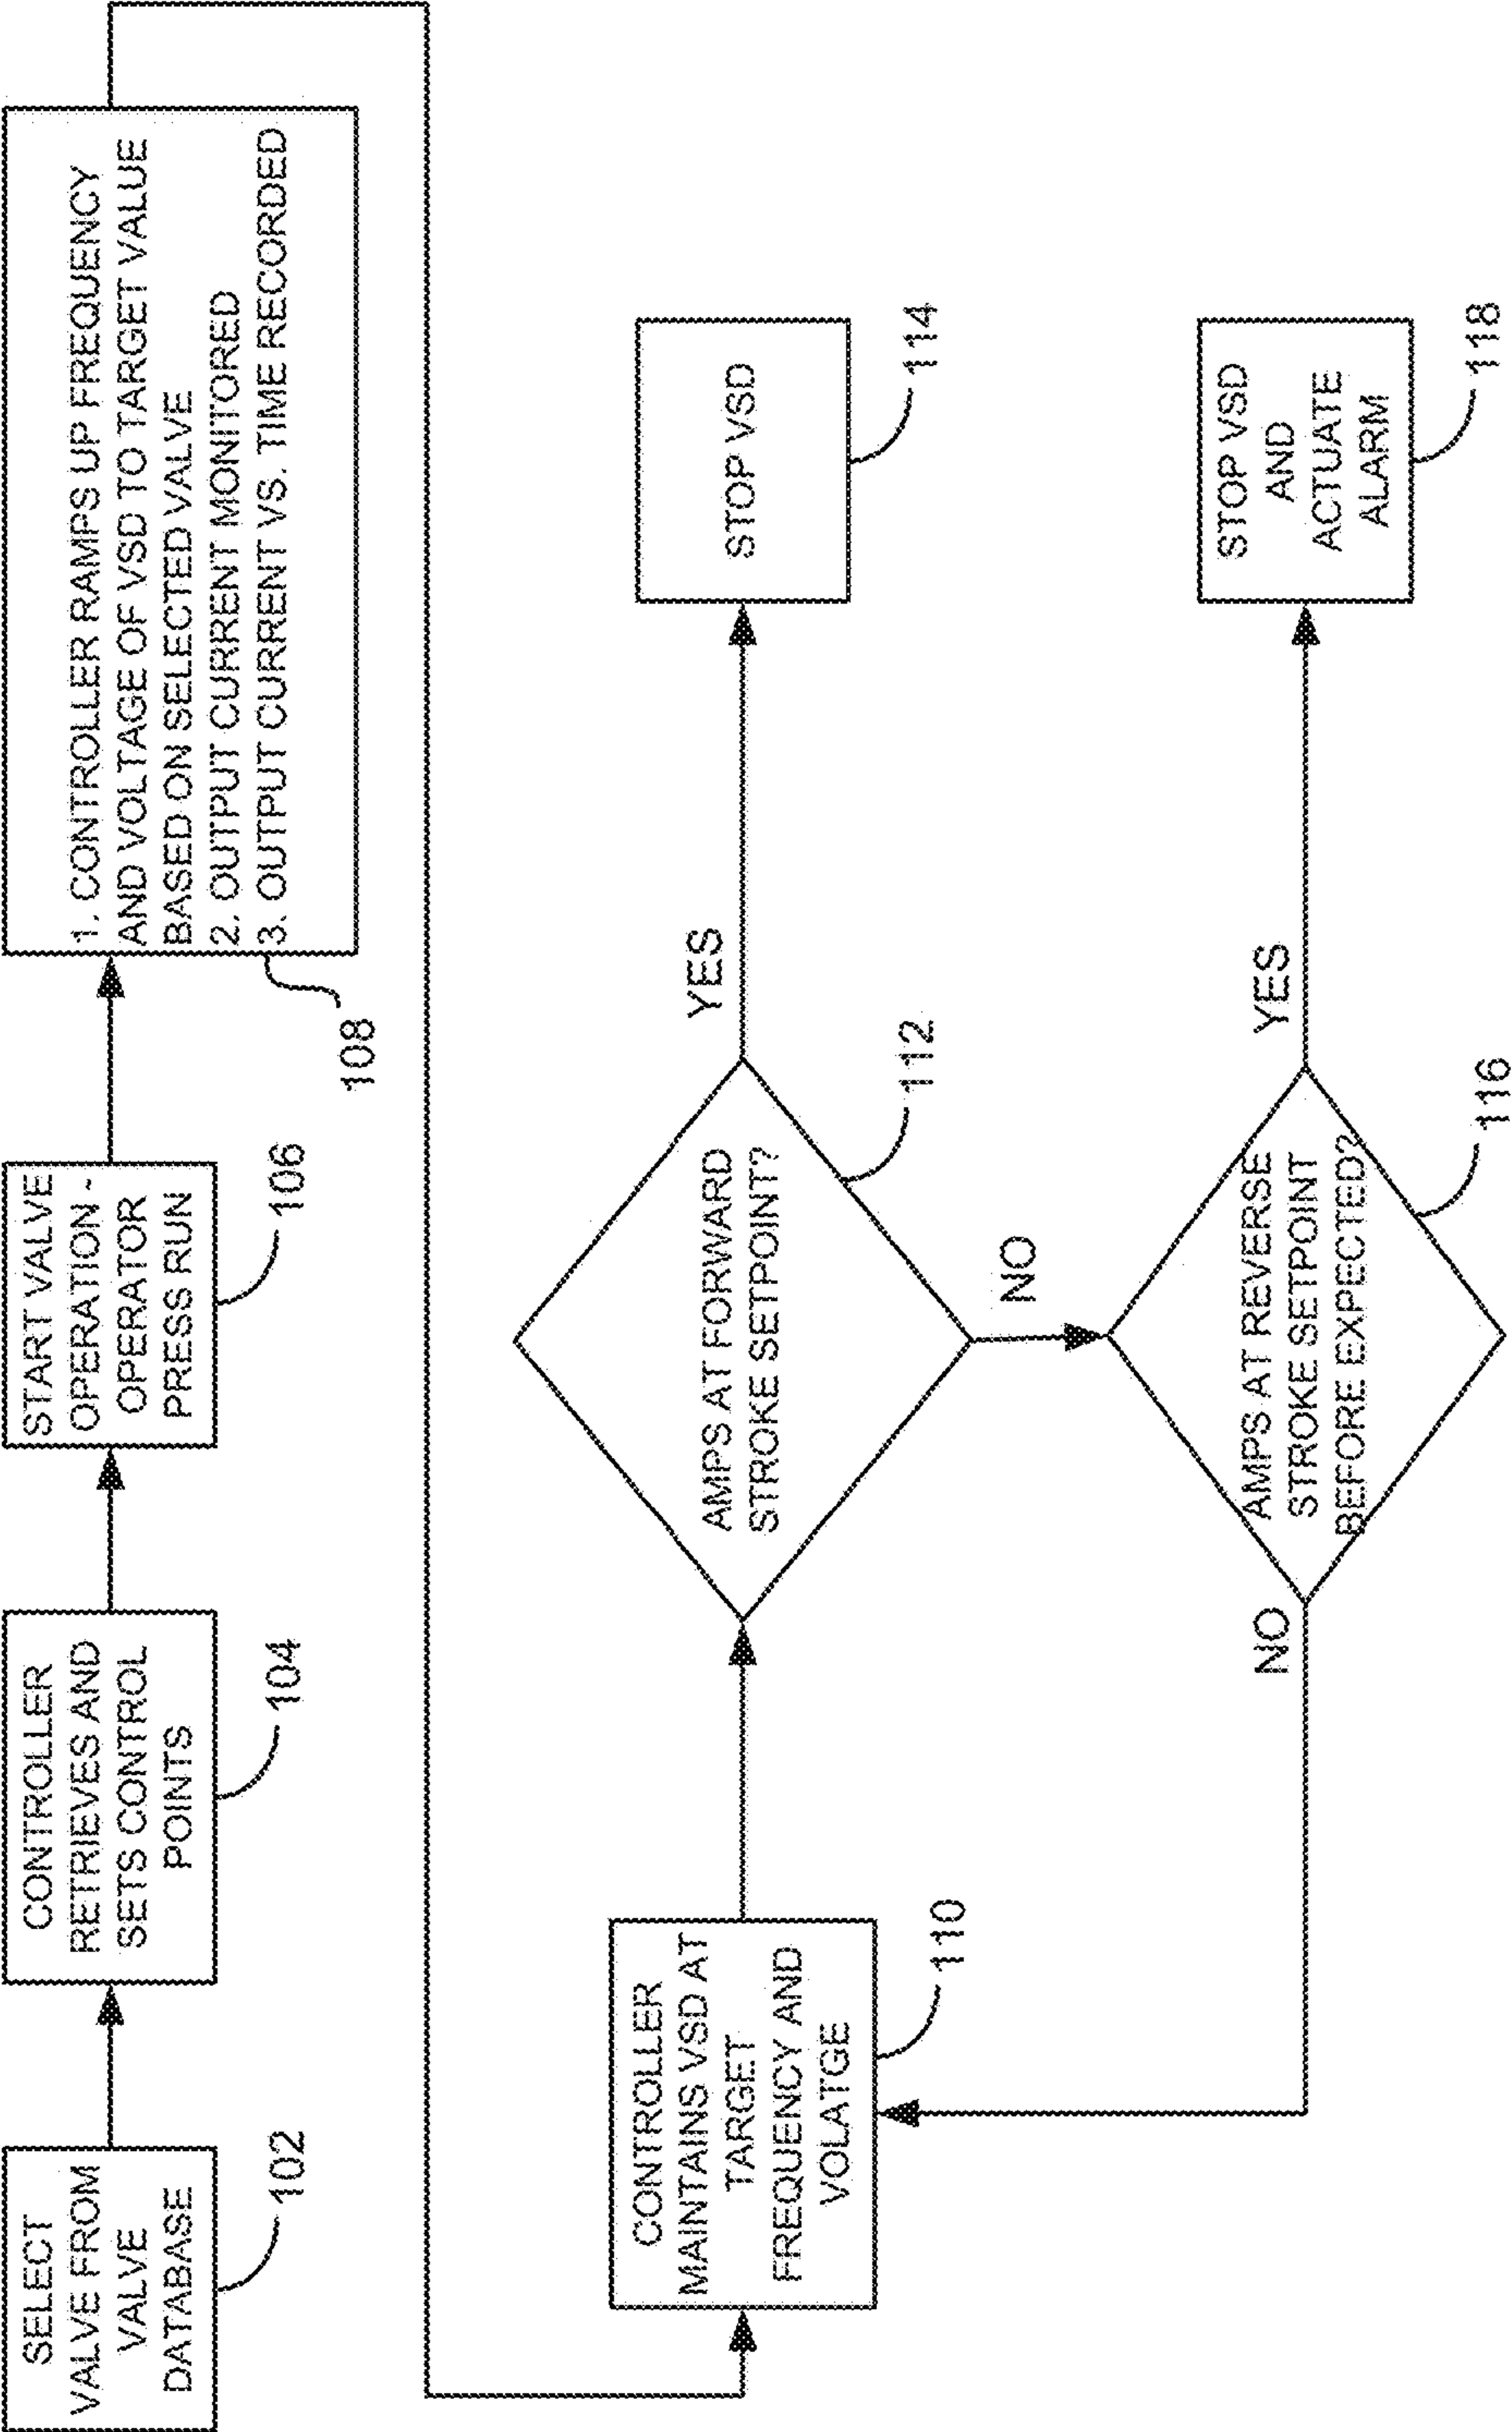 SELECT
VALVE FROM
VALVE
DATABASE
102
CONTROLLER
RETRIEVES AND
SETS CONTROL
POINTS
104
START VALVE
OPERATION -
OPERATOR
PRESS RUN
106
1. CONTROLLER RAMPS UP FREQUENCY
AND VOLTAGE OF VSD TO TARGET VALUE
BASED ON SELECTED VALVE
2. OUTPUT CURRENT MONITORED
3. OUTPUT CURRENT VS. TIME RECORDED
108
CONTROLLER
MAINTAINS VSD AT
TARGET
FREQUENCY AND
VOLATGE
110
AMPS AT FORWARD
STROKE SETPOINT?
112
YES
STOP VSD
114
NO
AMPS AT REVERSE
STROKE SETPOINT
BEFORE EXPECTED?
116
NO
YES
STOP VSD
AND
ACTUATE
ALARM
118